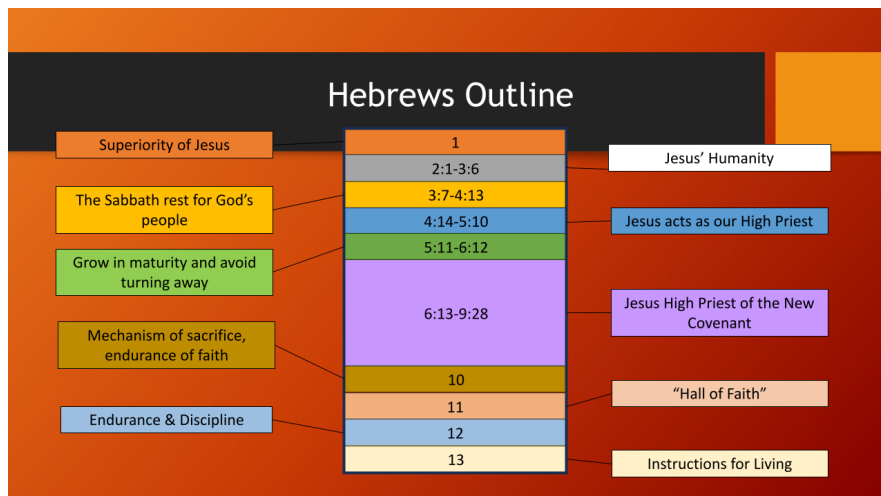 Hebrews Outline
Superiority of Jesus
1
2:1-3:6
Jesus’ Humanity
The Sabbath rest for God’s
people
3:7-4:13
4:14-5:10
Jesus acts as our High Priest
Grow in maturity and avoid
turning away
5:11-6:12
6:13-9:28
Jesus High Priest of the New
Covenant
Mechanism of sacrifice,
endurance of faith
10
11
“Hall of Faith”
Endurance & Discipline
12
13
Instructions for Living